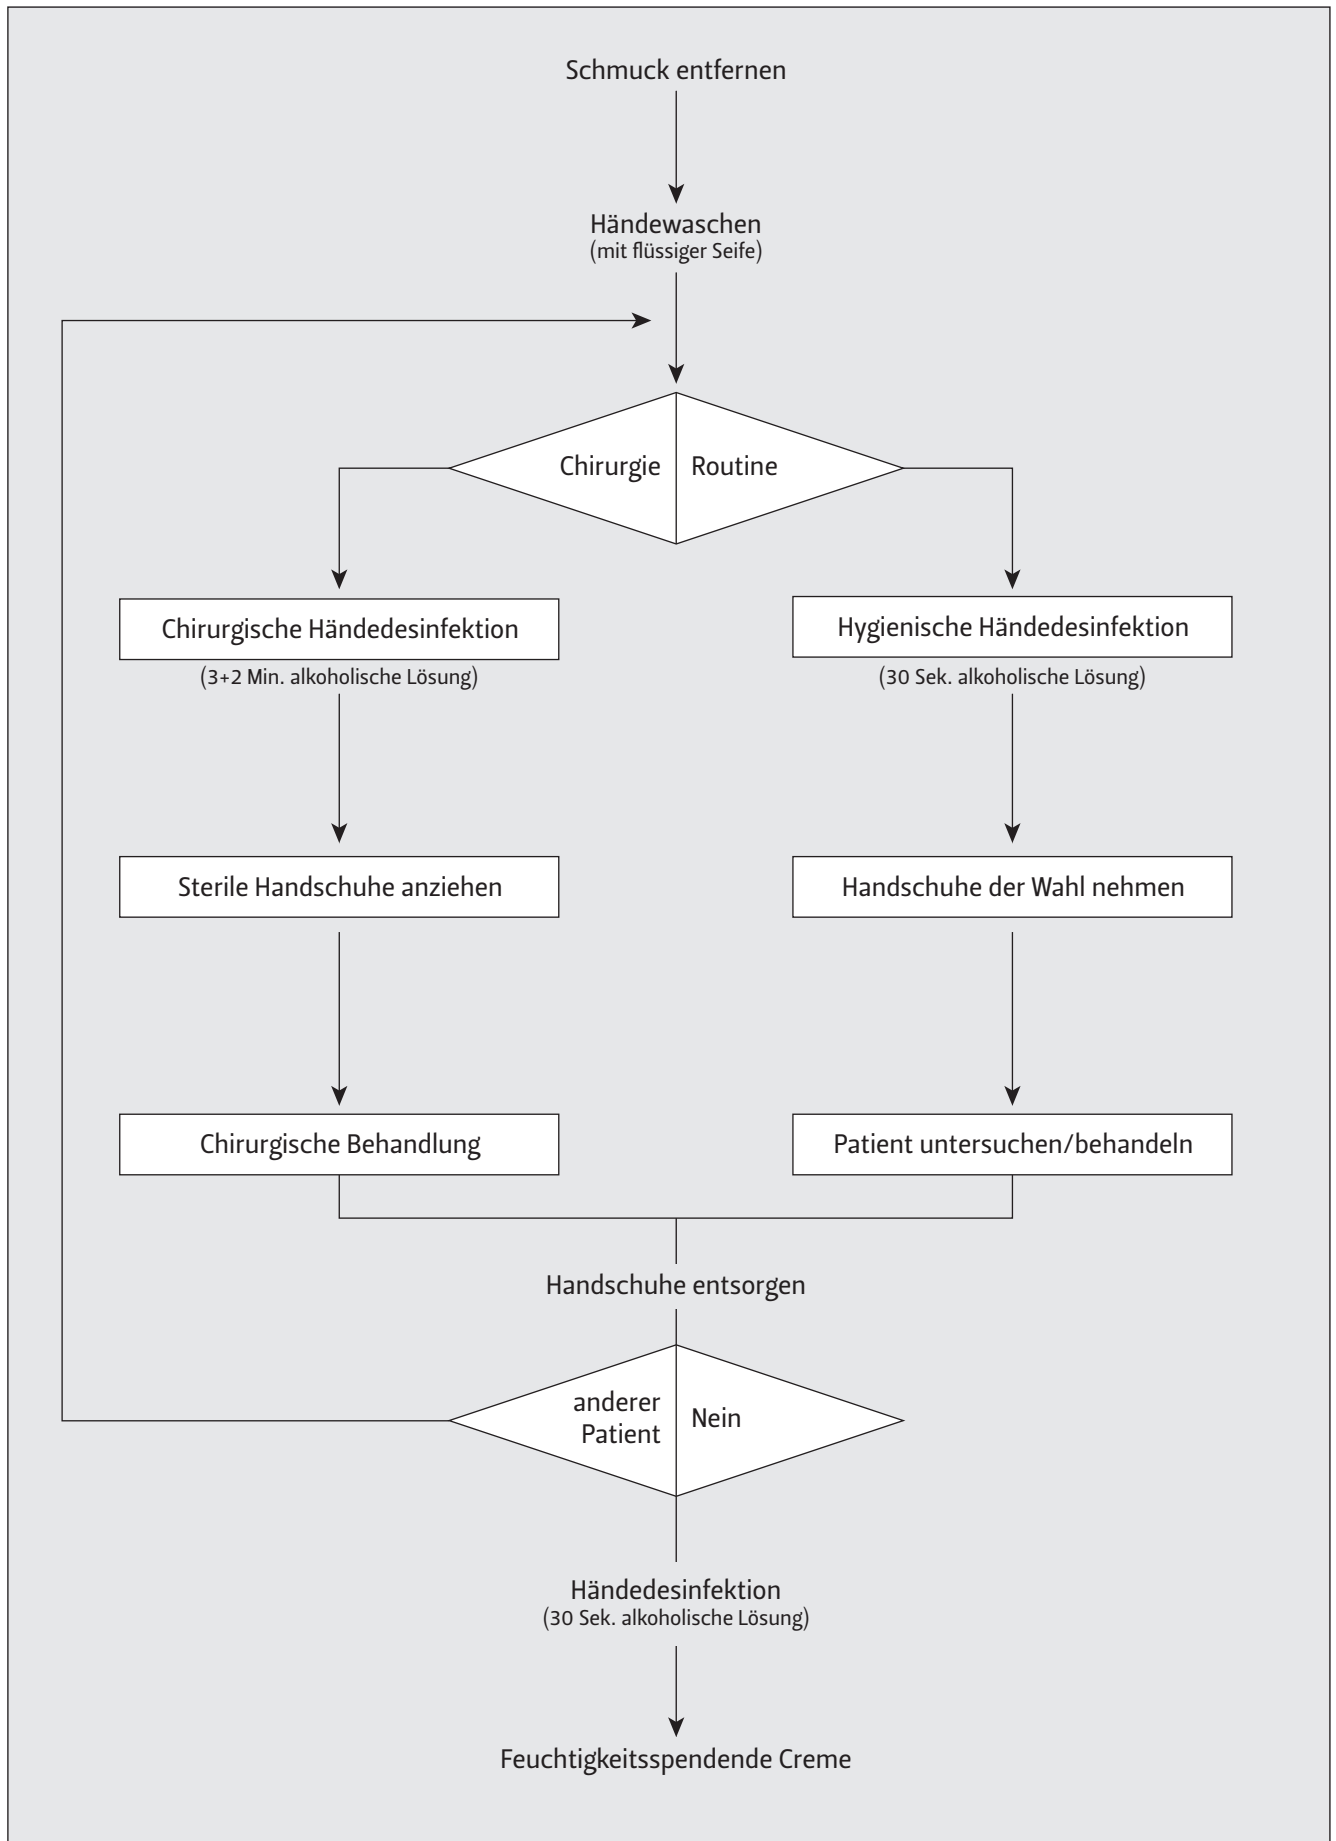 Schmuck entfernen
Händewaschen
(mit flüssiger Seife)
Chirurgie
Routine
Chirurgische Händedesinfektion
(3+2 Min. alkoholische Lösung)
Hygienische Händedesinfektion
(30 Sek. alkoholische Lösung)
Sterile Handschuhe anziehen
Handschuhe der Wahl nehmen
Chirurgische Behandlung
Patient untersuchen/behandeln
Handschuhe entsorgen
anderer
Patient
Nein
Händedesinfektion
(30 Sek. alkoholische Lösung)
Feuchtigkeitsspendende Creme